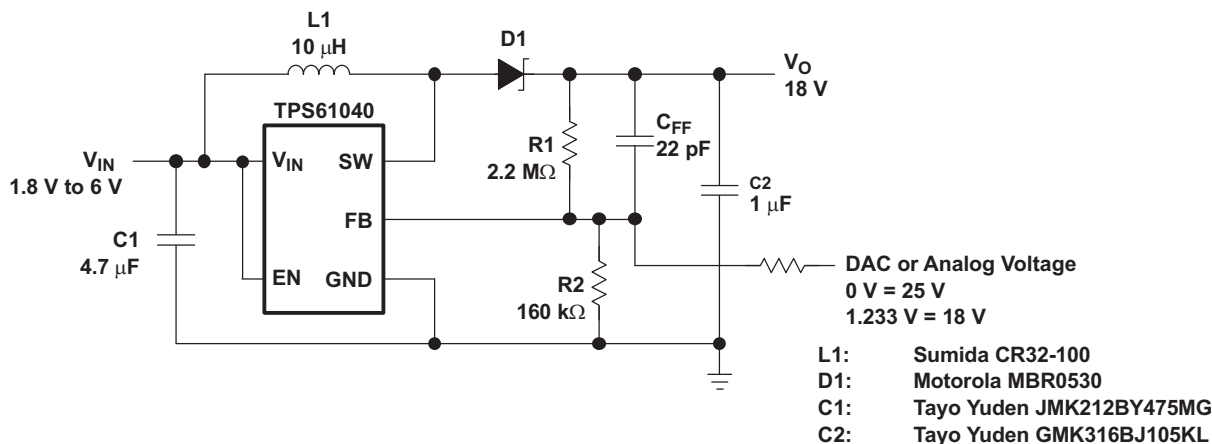 L1
10 μH
D1
VO
18 V
TPS61040
VIN
1.8 V to 6 V
VIN
SW
R1
2.2 MΩ
CFF
22 pF
C2
1 μF
FB
C1
4.7 μF
EN
GND
R2
160 kΩ
DAC or Analog Voltage
0 V = 25 V
1.233 V = 18 V
L1: Sumida CR32-100
D1: Motorola MBR0530
C1: Tayo Yuden JMK212BY475MG
C2: Tayo Yuden GMK316BJ105KL